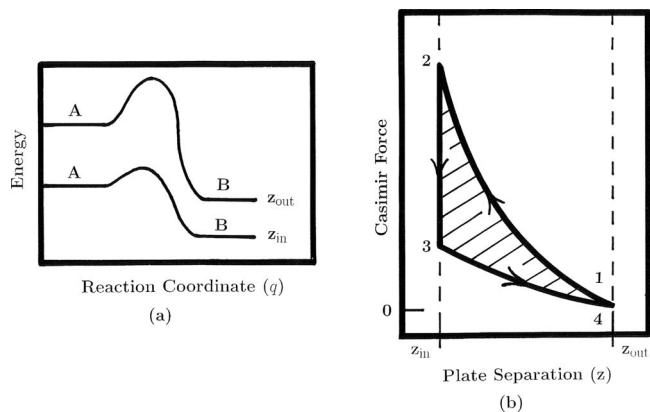 A
A
B
z_out
B
z_in
Energy
Reaction Coordinate (q)
(a)
2
3
1
4
0
Casimir Force
z_in
z_out
Plate Separation (z)
(b)